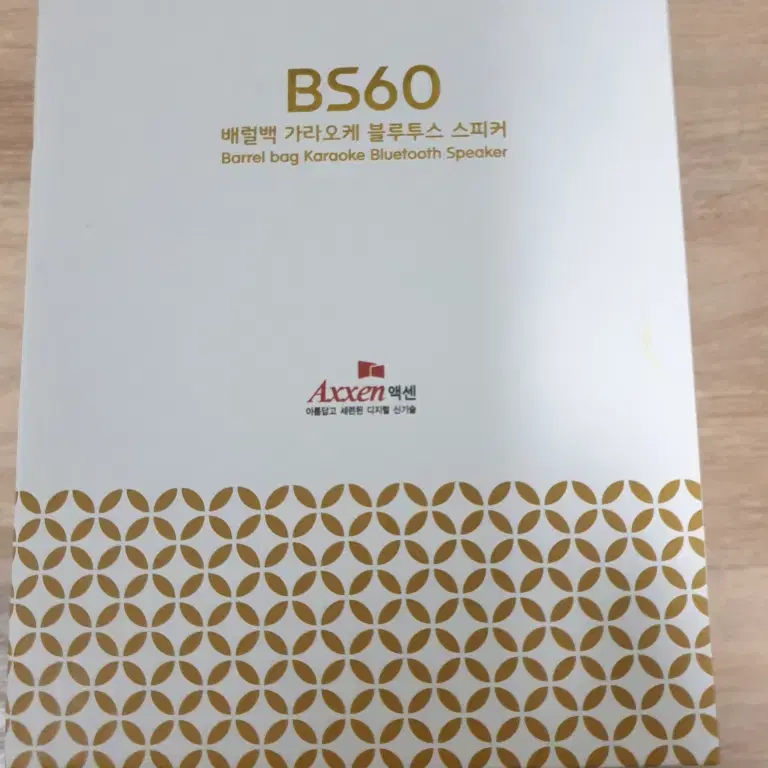 BS60
배럴백 가라오케 블루투스 스피커
Barrel bag Karaoke Bluetooth Speaker
Axxen 액센
아름답고 세련된 디지털 신기술